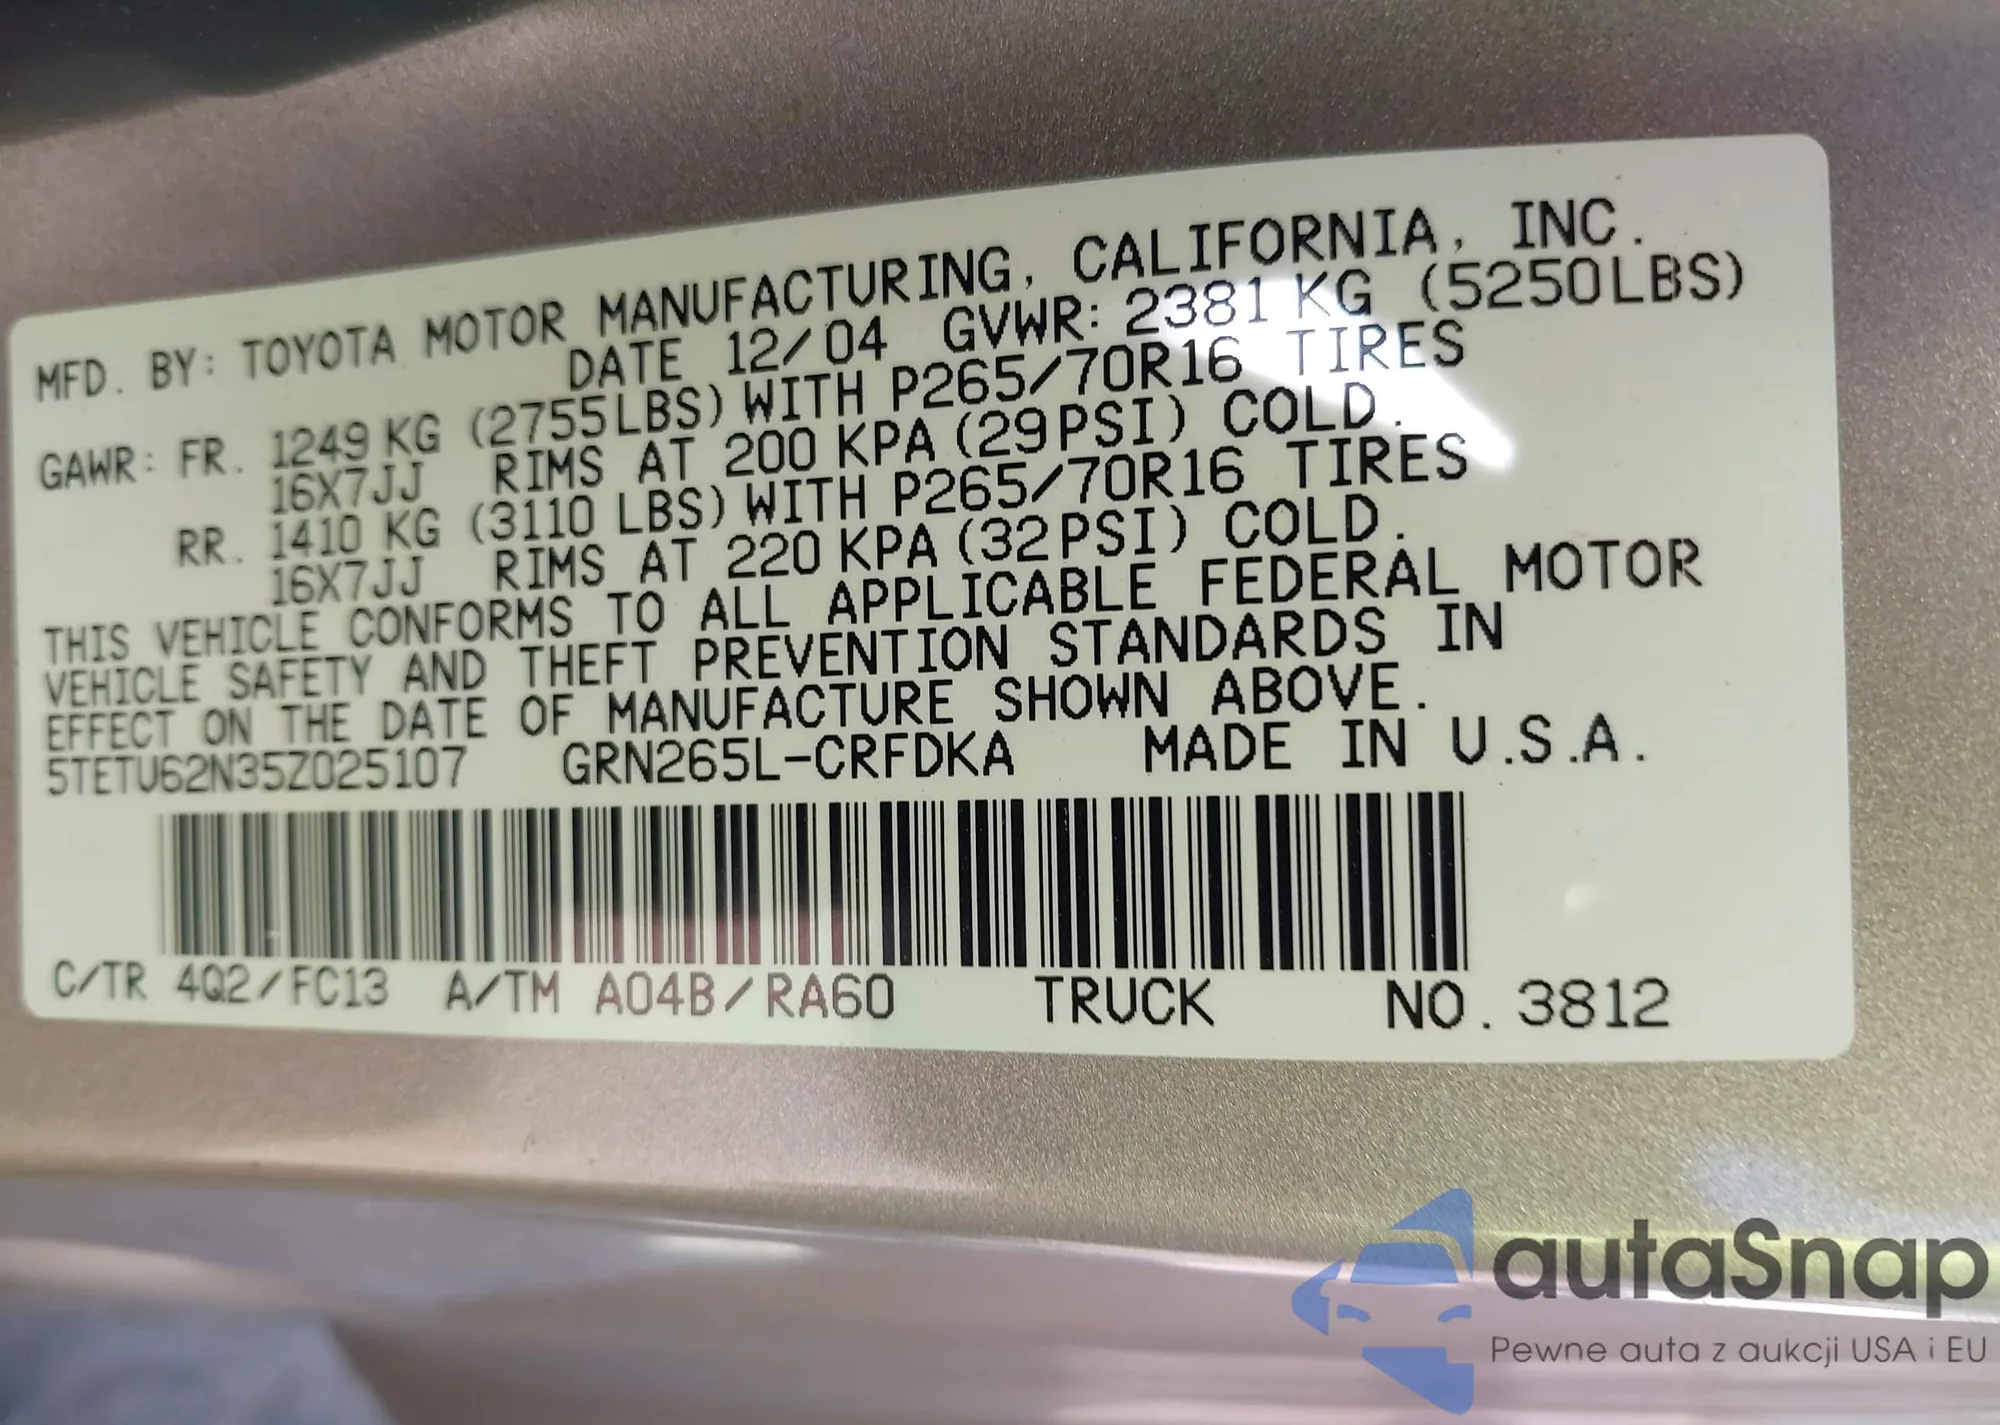 MFD. BY: TOYOTA MOTOR MANUFACTURING, CALIFORNIA, INC.
DATE 12/04 GVWR: 2381 KG (5250LBS)
GAWR: FR. 1249 KG (2755LBS) WITH P265/70R16 TIRES
16X7JJ RIMS AT 200 KPA (29PSI) COLD.
RR. 1410 KG (3110 LBS) WITH P265/70R16 TIRES
16X7JJ RIMS AT 220 KPA (32PSI) COLD.
THIS VEHICLE CONFORMS TO ALL APPLICABLE FEDERAL MOTOR
VEHICLE SAFETY AND THEFT PREVENTION STANDARDS IN
EFFECT ON THE DATE OF MANUFACTURE SHOWN ABOVE.
5TETU62N35Z025107 GRN265L-CRFDKA MADE IN U.S.A.
C/TR 4Q2/FC13 A/TM A04B/RA60 TRUCK NO. 3812
autaSnap
Pewne auta z aukcji USA i EU